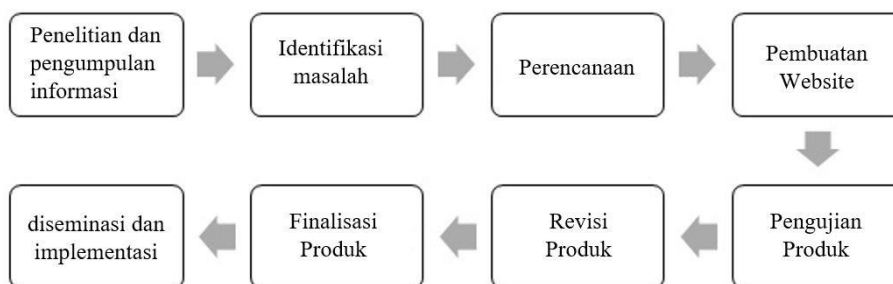 Penelitian dan
pengumpulan
informasi
Identifikasi
masalah
Perencanaan
Pembuatan
Website
Pengujian
Produk
Revisi
Produk
Finalisasi
Produk
diseminasi dan
implementasi